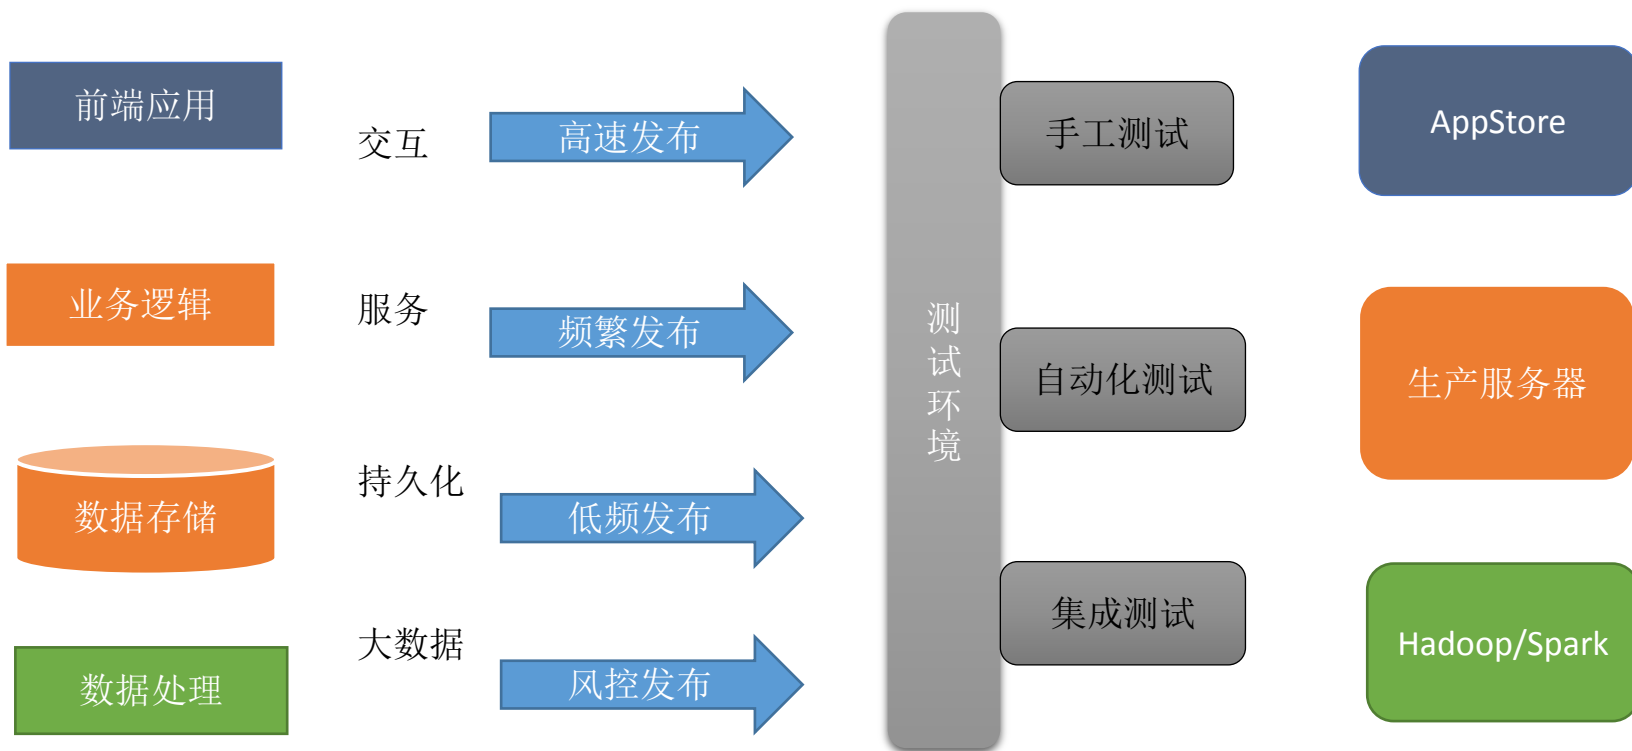 前端应用
交互
高速发布
手工测试
AppStore
业务逻辑
服务
频繁发布
测试环境
自动化测试
生产服务器
数据存储
持久化
低频发布
集成测试
Hadoop/Spark
数据处理
大数据
风控发布